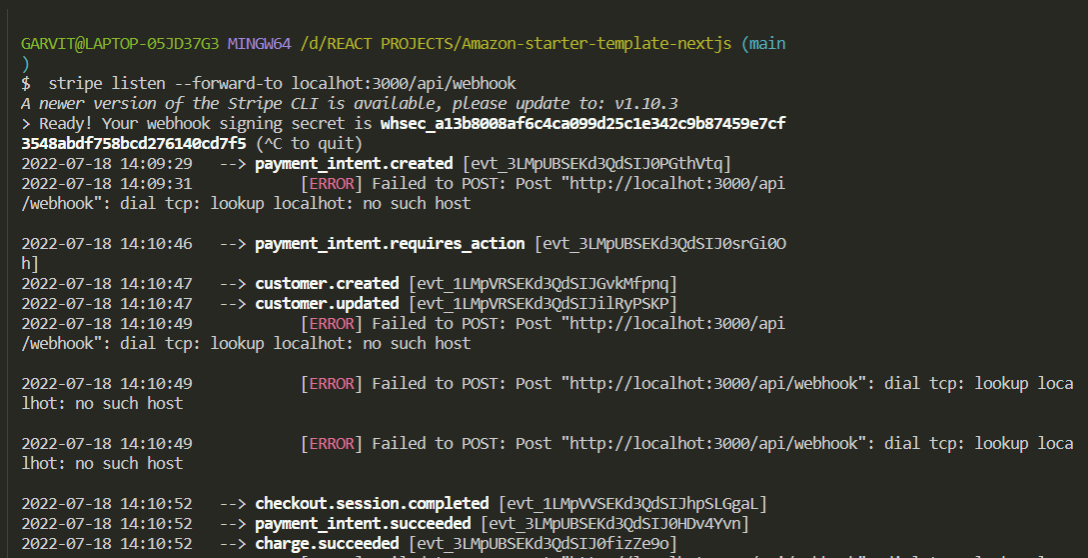 GARVIT@LAPTOP-05JD37G3 MINGW64 /d/REACT PROJECTS/Amazon-starter-template-nextjs (main
)
$  stripe listen --forward-to localhot:3000/api/webhook
A newer version of the Stripe CLI is available, please update to: v1.10.3
> Ready! Your webhook signing secret is whsec_a13b8008af6c4ca099d25c1e342c9b87459e7cf
3548abdf758bcd276140cd7f5 (^C to quit)
2022-07-18 14:09:29   --> payment_intent.created [evt_3LMpUBSEKd3QdSIJ0PGthVtq]
2022-07-18 14:09:31            [ERROR] Failed to POST: Post "http://localhot:3000/api
/webhook": dial tcp: lookup localhot: no such host
2022-07-18 14:10:46   --> payment_intent.requires_action [evt_3LMpUBSEKd3QdSIJ0srGi0O
h]
2022-07-18 14:10:47   --> customer.created [evt_1LMpVRSEKd3QdSIJGvkMfpnq]
2022-07-18 14:10:47   --> customer.updated [evt_1LMpVRSEKd3QdSIJilRyPSKP]
2022-07-18 14:10:49            [ERROR] Failed to POST: Post "http://localhot:3000/api
/webhook": dial tcp: lookup localhot: no such host
2022-07-18 14:10:49            [ERROR] Failed to POST: Post "http://localhot:3000/api/webhook": dial tcp: lookup loca
lhot: no such host
2022-07-18 14:10:49            [ERROR] Failed to POST: Post "http://localhot:3000/api/webhook": dial tcp: lookup loca
lhot: no such host
2022-07-18 14:10:52   --> checkout.session.completed [evt_1LMpVVSEKd3QdSIJhpSLGgaL]
2022-07-18 14:10:52   --> payment_intent.succeeded [evt_3LMpUBSEKd3QdSIJ0HDv4Yvn]
2022-07-18 14:10:52   --> charge.succeeded [evt_3LMpUBSEKd3QdSIJ0fizZe9o]